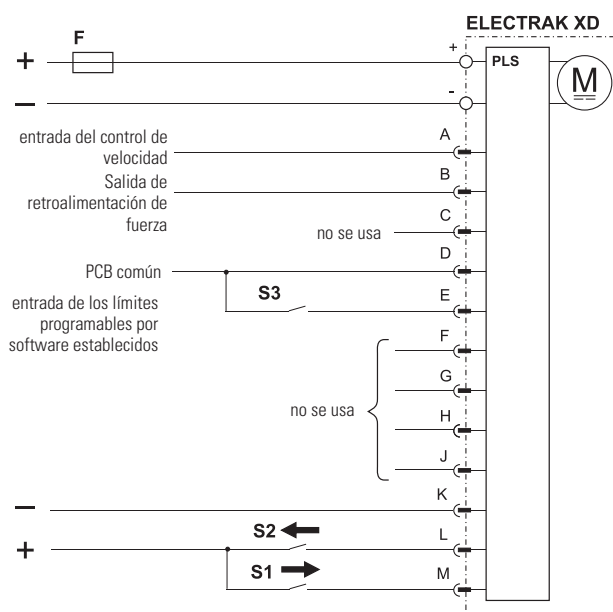 ELECTRAK XD
F
+
+
PLS
M
−
-
A
entrada del control de
velocidad
B
Salida de
retroalimentación de
fuerza
C
no se usa
D
PCB común
S3
E
entrada de los límites
programables por
software establecidos
F
G
no se usa
H
J
K
−
S2
L
+
S1
M